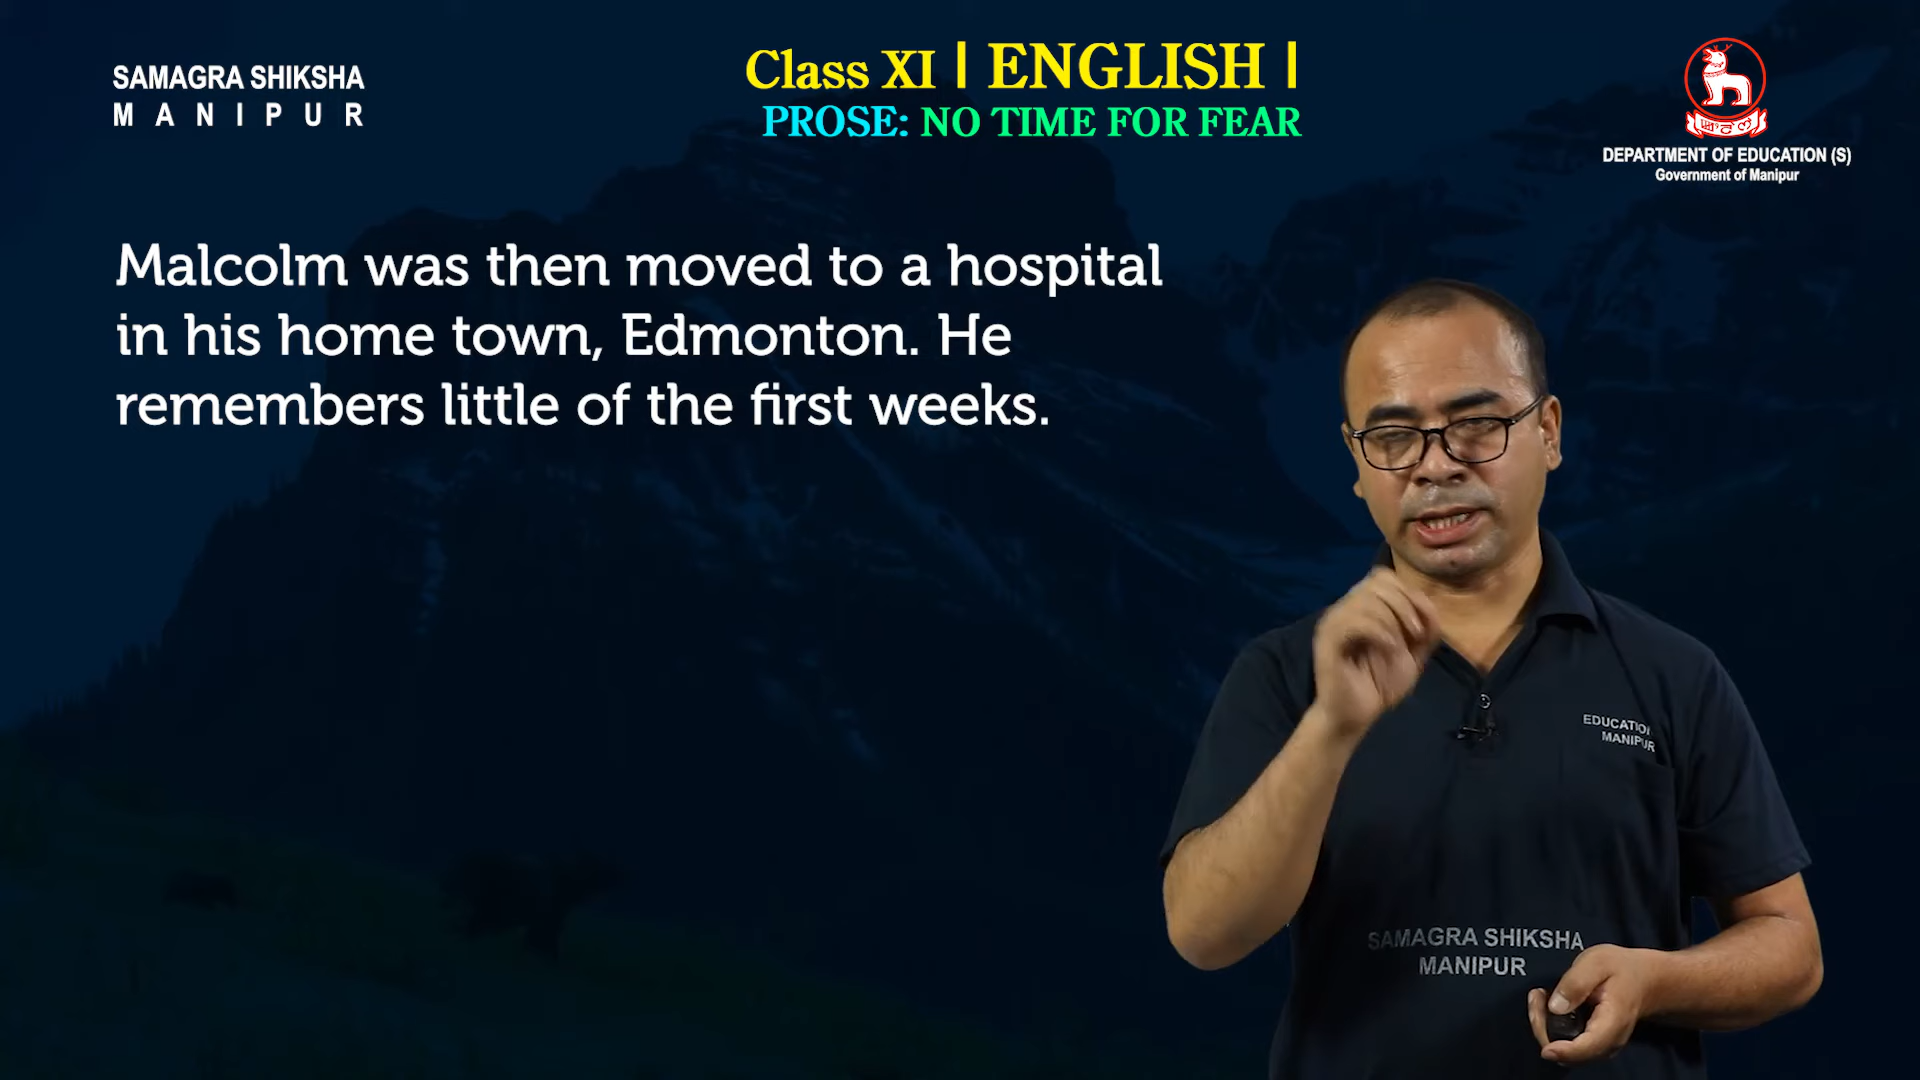 SAMAGRA SHIKSHA
MANIPUR
Class XI | ENGLISH |
PROSE: NO TIME FOR FEAR
DEPARTMENT OF EDUCATION (S)
Government of Manipur
Malcolm was then moved to a hospital
in his home town, Edmonton. He
remembers little of the first weeks.
EDUCATION
MANIPUR
SAMAGRA SHIKSHA
MANIPUR